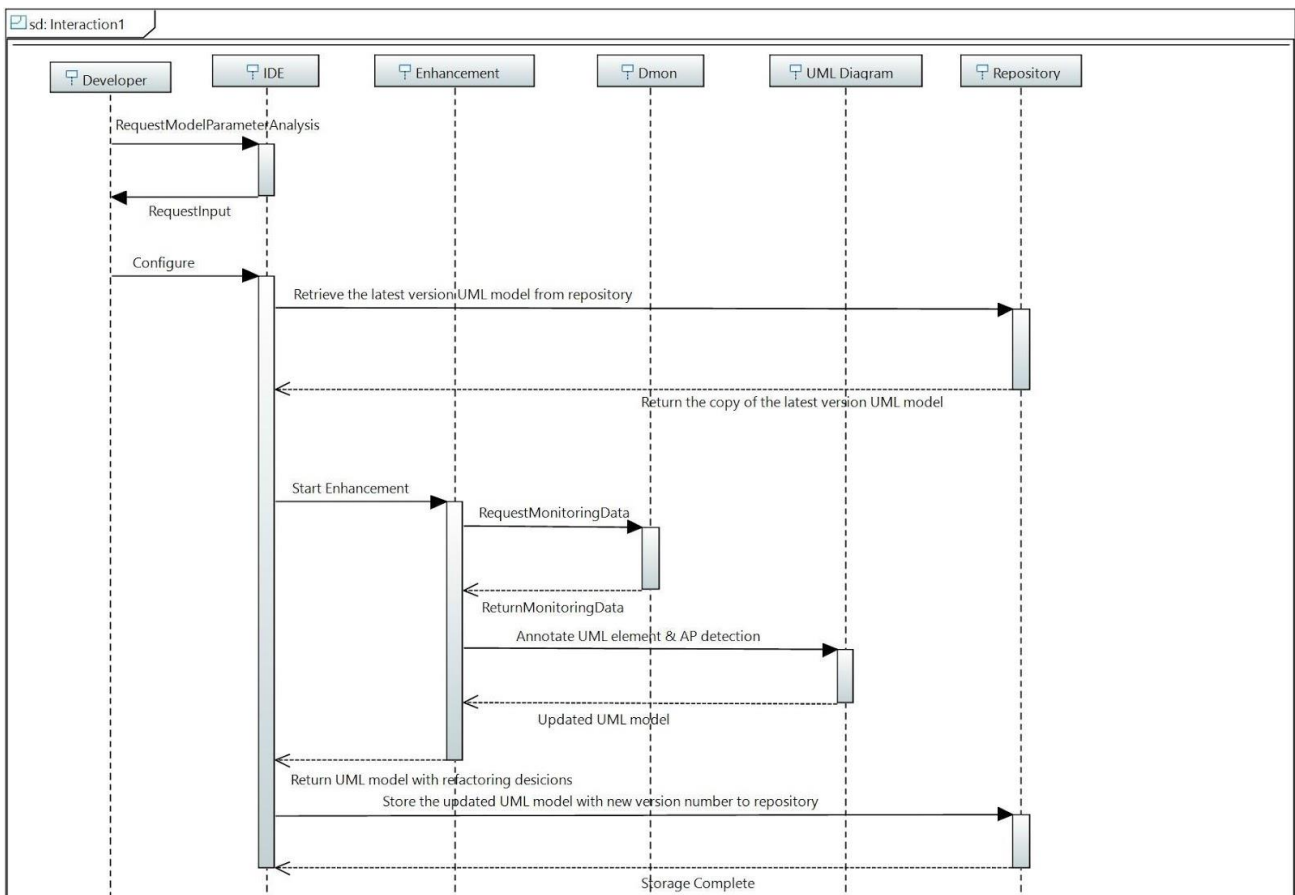 sd: Interaction1
Developer
IDE
Enhancement
Dmon
UML Diagram
Repository
RequestModelParameterAnalysis
RequestInput
Configure
Retrieve the latest version UML model from repository
Return the copy of the latest version UML model
Start Enhancement
RequestMonitoringData
ReturnMonitoringData
Annotate UML element & AP detection
Updated UML model
Return UML model with refactoring desicions
Store the updated UML model with new version number to repository
Storage Complete